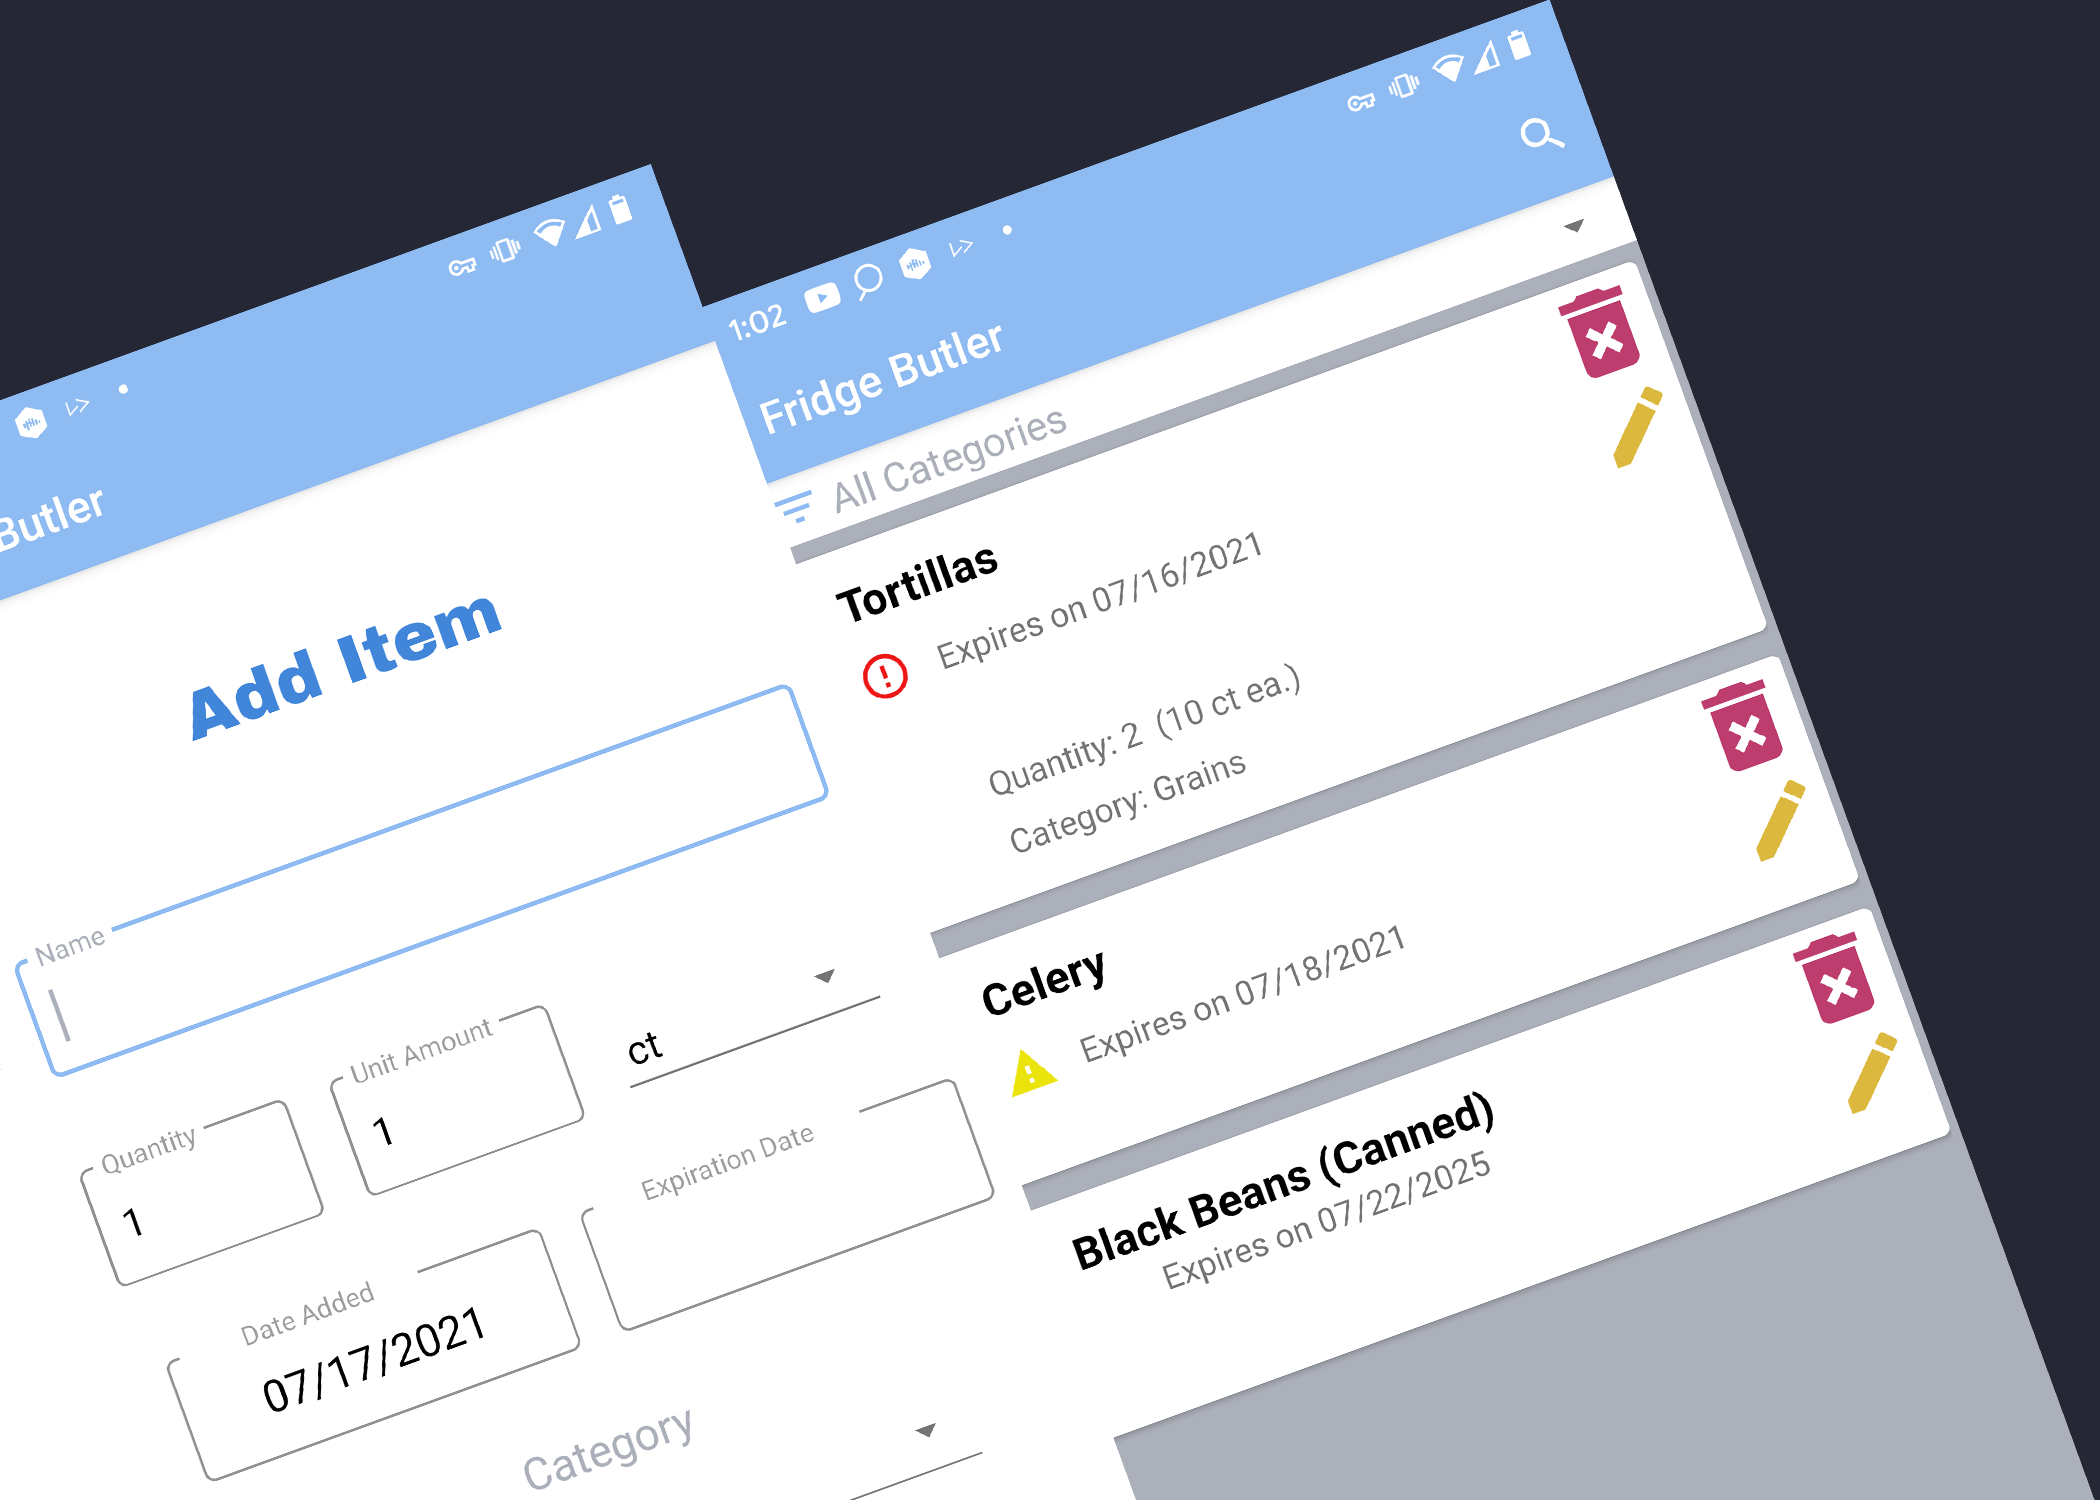 Butler
Add Item
Name
Quantity
1
Unit Amount
1
ct
Date Added
07/17/2021
Expiration Date
Category
1:02
Fridge Butler
All Categories
Tortillas
Expires on 07/16/2021
Quantity: 2 (10 ct ea.)
Category: Grains
Celery
Expires on 07/18/2021
Black Beans (Canned)
Expires on 07/22/2025